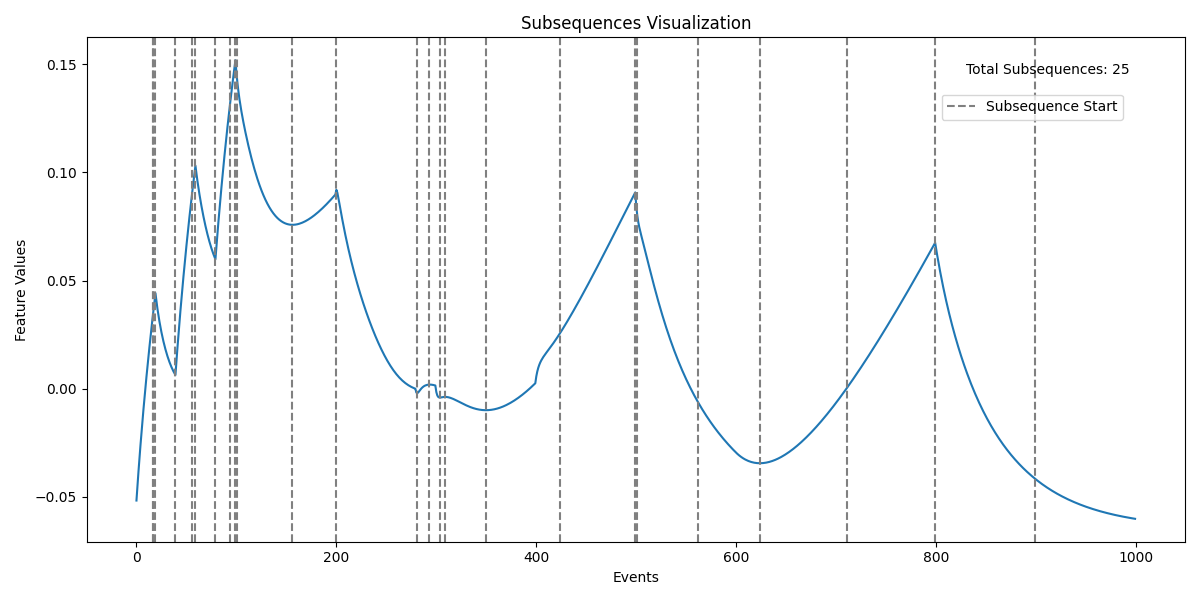 Subsequences Visualization
Total Subsequences: 25
Subsequence Start
Feature Values
0.15
0.10
0.05
0.00
−0.05
0 200 400 600 800 1000
Events